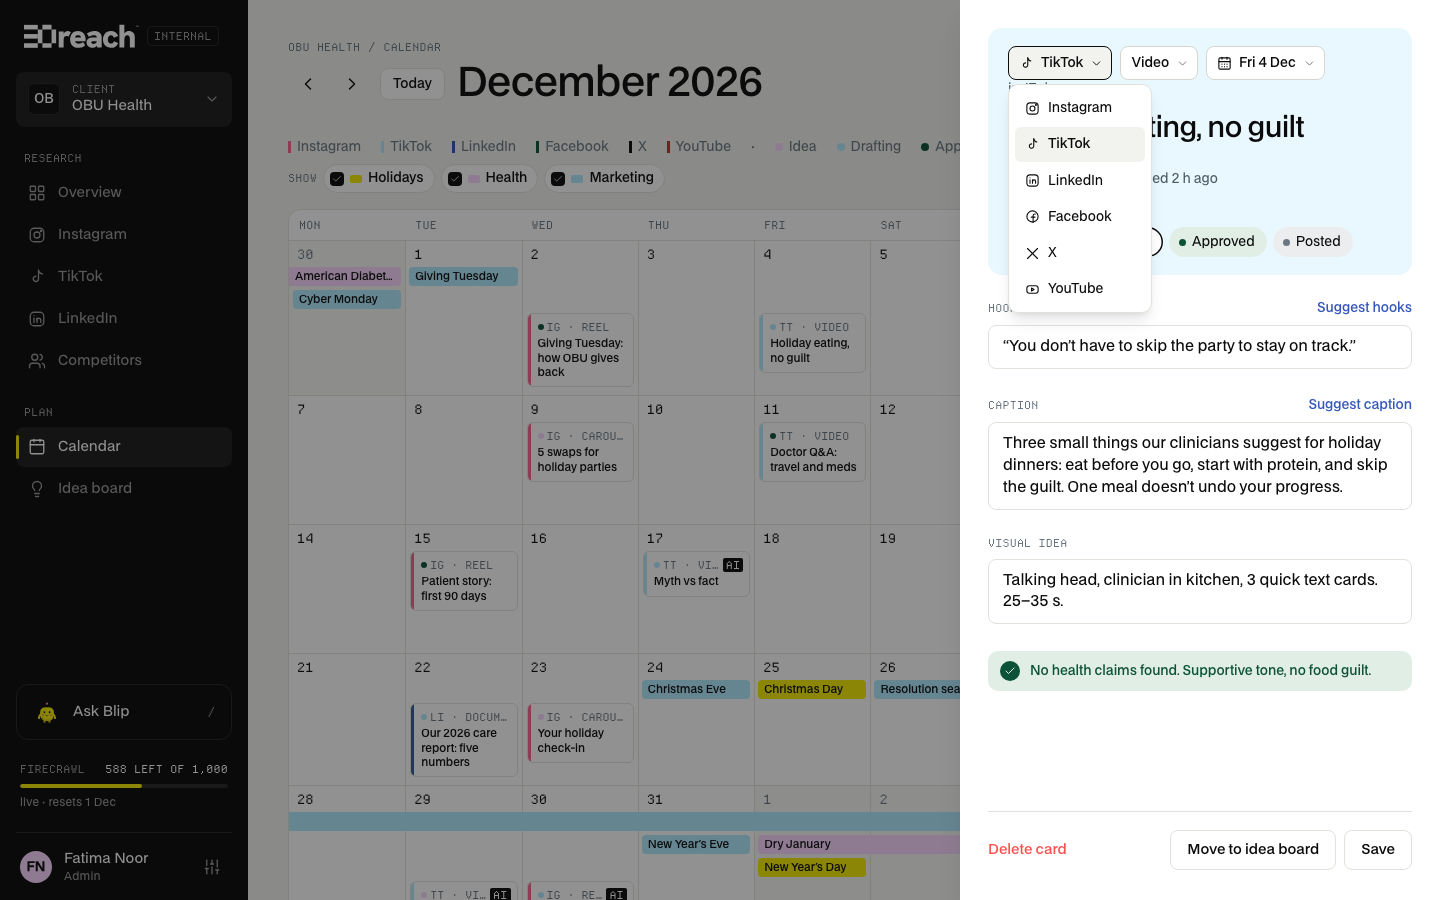 reach INTERNAL
OB
CLIENT
OBU Health
RESEARCH
Overview
Instagram
TikTok
LinkedIn
Competitors
PLAN
Calendar
Idea board
Ask Blip /
FIRECRAWL 588 LEFT OF 1,000
live · resets 1 Dec
FN
Fatima Noor
Admin
OBU HEALTH / CALENDAR
Today
December 2026
Instagram TikTok LinkedIn Facebook X YouTube · Idea Drafting App
SHOW Holidays Health Marketing
MON TUE WED THU FRI SAT
30 1 2 3 4 5
American Diabet… Giving Tuesday
Cyber Monday
IG · REEL
Giving Tuesday:
how OBU gives
back
TT · VIDEO
Holiday eating,
no guilt
7 8 9 10 11 12
IG · CAROU…
5 swaps for
holiday parties
TT · VIDEO
Doctor Q&A:
travel and meds
14 15 16 17 18 19
IG · REEL
Patient story:
first 90 days
TT · VI… AI
Myth vs fact
21 22 23 24 25 26
Christmas Eve Christmas Day Resolution sea
LI · DOCUM…
Our 2026 care
report: five
numbers
IG · CAROU…
Your holiday
check-in
28 29 30 31 1 2
New Year’s Eve Dry January
New Year’s Day
TT · VI… AI
IG · RE… AI
TikTok Video Fri 4 Dec
Instagram
TikTok
LinkedIn
Facebook
X
YouTube
ting, no guilt
ed 2 h ago
Approved Posted
HOO Suggest hooks
“You don’t have to skip the party to stay on track.”
CAPTION Suggest caption
Three small things our clinicians suggest for holiday
dinners: eat before you go, start with protein, and skip
the guilt. One meal doesn’t undo your progress.
VISUAL IDEA
Talking head, clinician in kitchen, 3 quick text cards.
25–35 s.
No health claims found. Supportive tone, no food guilt.
Delete card Move to idea board Save